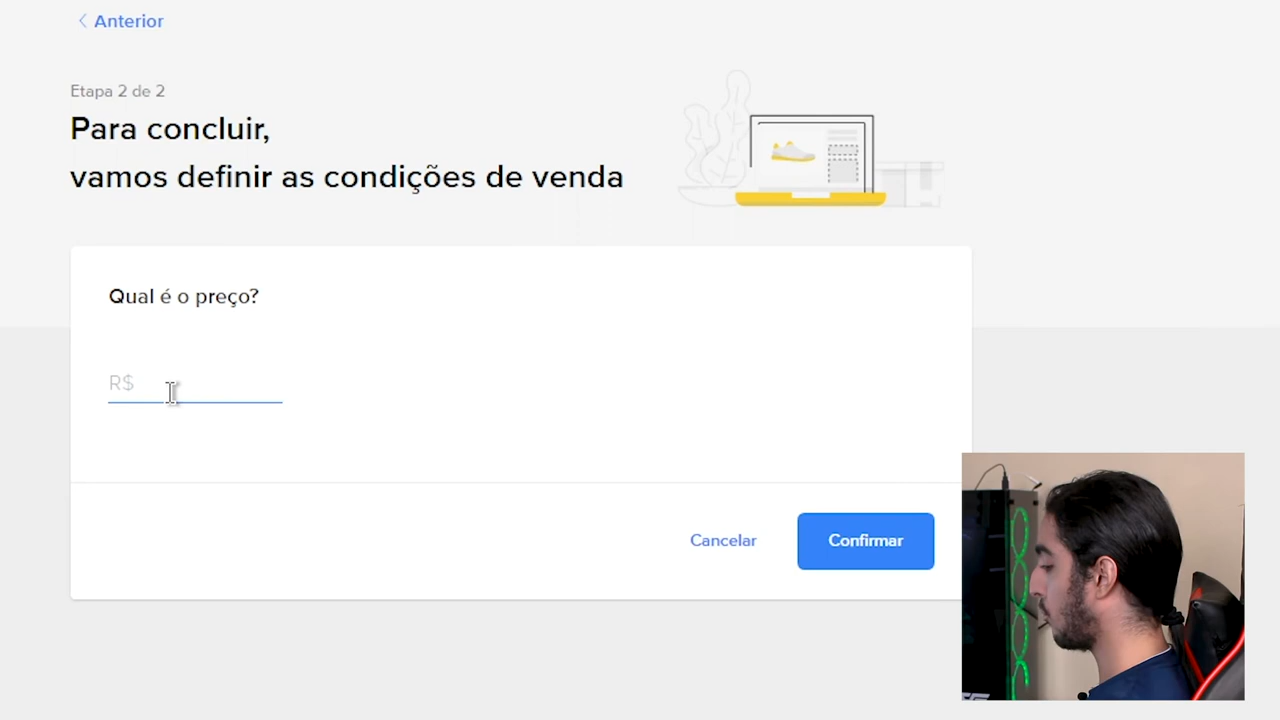 Anterior
Etapa 2 de 2
Para concluir,
vamos definir as condições de venda
Qual é o preço?
R$
Cancelar
Confirmar